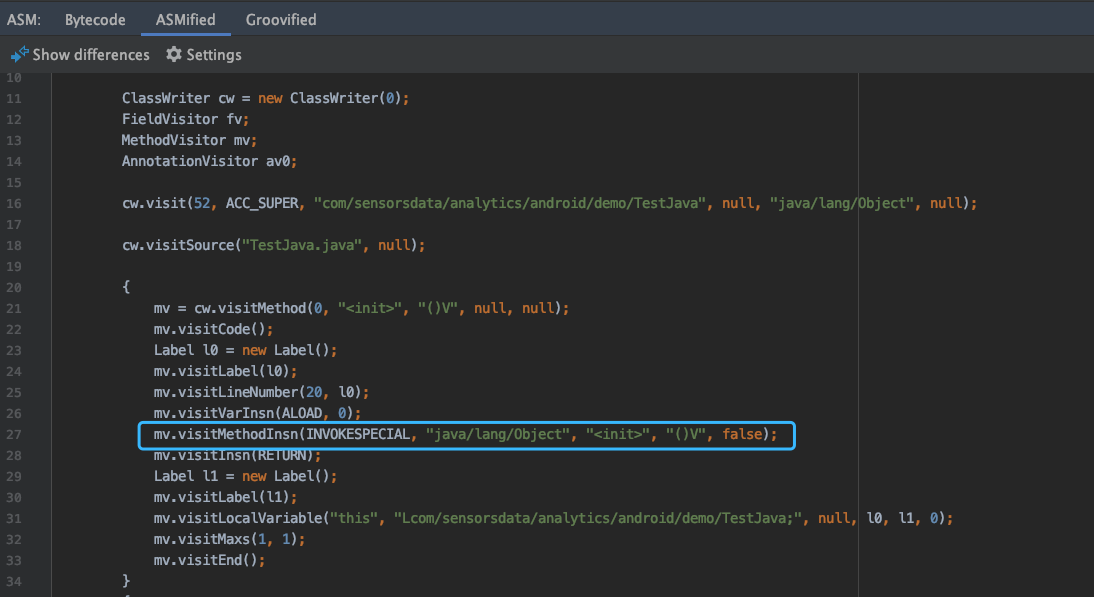 ASM: Bytecode ASMified Groovified
Show differences Settings
10
11 ClassWriter cw = new ClassWriter(0);
12 FieldVisitor fv;
13 MethodVisitor mv;
14 AnnotationVisitor av0;
15
16 cw.visit(52, ACC_SUPER, "com/sensorsdata/analytics/android/demo/TestJava", null, "java/lang/Object", null);
17
18 cw.visitSource("TestJava.java", null);
19
20 {
21 mv = cw.visitMethod(0, "<init>", "()V", null, null);
22 mv.visitCode();
23 Label l0 = new Label();
24 mv.visitLabel(l0);
25 mv.visitLineNumber(20, l0);
26 mv.visitVarInsn(ALOAD, 0);
27 mv.visitMethodInsn(INVOKESPECIAL, "java/lang/Object", "<init>", "()V", false);
28 mv.visitInsn(RETURN);
29 Label l1 = new Label();
30 mv.visitLabel(l1);
31 mv.visitLocalVariable("this", "Lcom/sensorsdata/analytics/android/demo/TestJava;", null, l0, l1, 0);
32 mv.visitMaxs(1, 1);
33 mv.visitEnd();
34 }